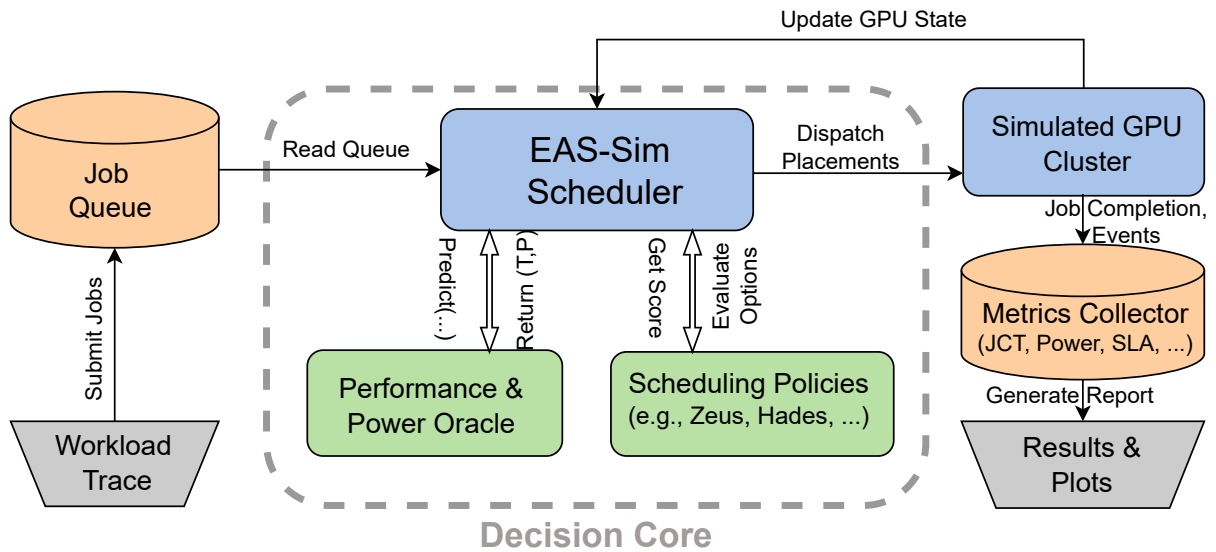 Update GPU State
Job
Queue
Read Queue
EAS-Sim
Scheduler
Dispatch
Placements
Simulated GPU
Cluster
Submit Jobs
Predict(...)
Return (T,P)
Get Score
Evaluate
Options
Job Completion,
Events
Metrics Collector
(JCT, Power, SLA, ...)
Performance &
Power Oracle
Scheduling Policies
(e.g., Zeus, Hades, ...)
Generate Report
Workload
Trace
Results &
Plots
Decision Core